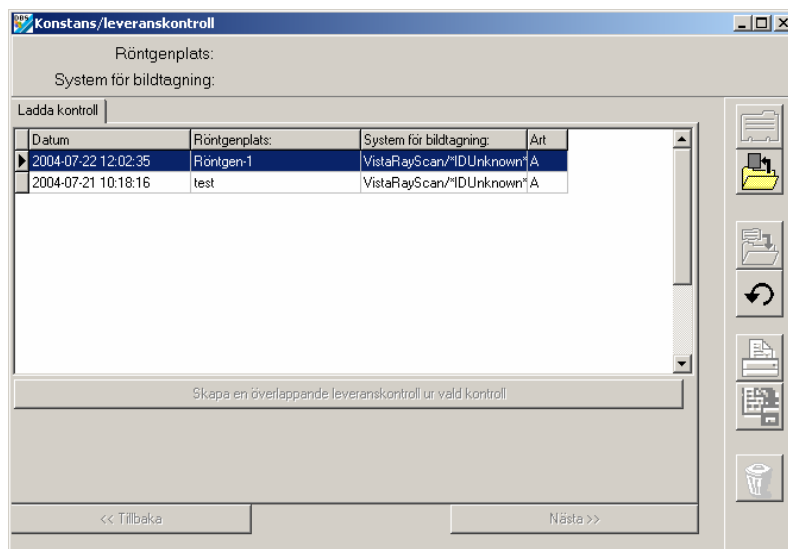 DBS Konstans/leveranskontroll
Röntgenplats:
System för bildtagning:
Ladda kontroll
Datum Röntgenplats: System för bildtagning: Art
2004-07-22 12:02:35 Röntgen-1 VistaRayScan/*IDUnknown* A
2004-07-21 10:18:16 test VistaRayScan/*IDUnknown* A
Skapa en överlappande leveranskontroll ur vald kontroll
<< Tillbaka Nästa >>